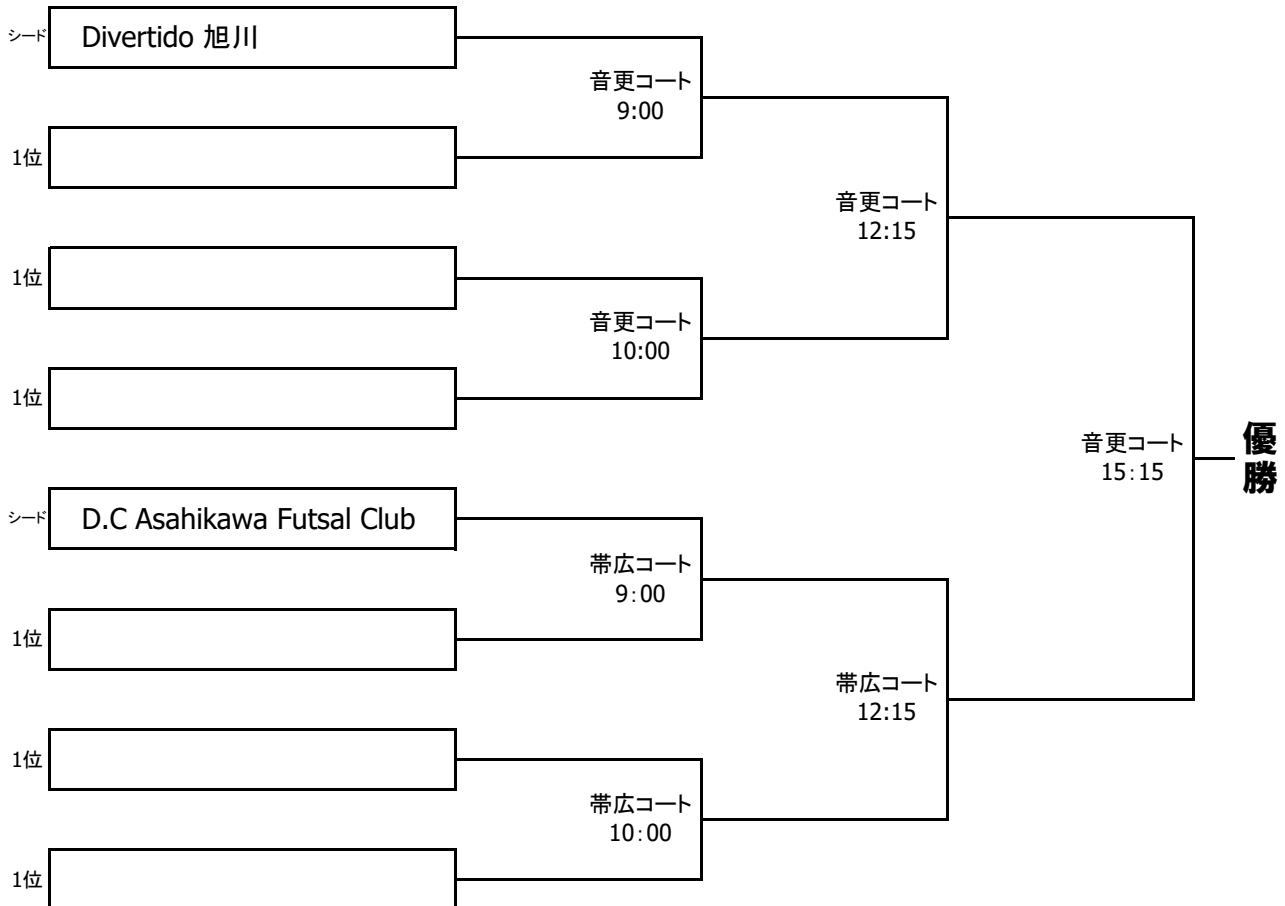 シード
Divertido 旭川
音更コート
9:00
1位
音更コート
12:15
1位
音更コート
10:00
1位
音更コート
15:15
優勝
シード
D.C Asahikawa Futsal Club
帯広コート
9:00
1位
帯広コート
12:15
1位
帯広コート
10:00
1位